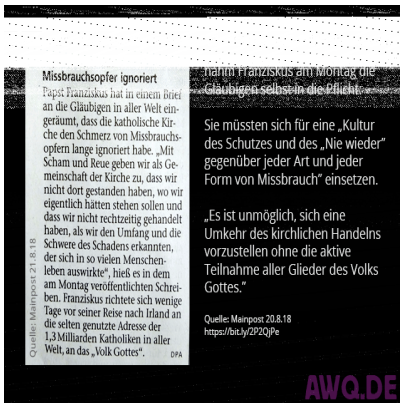 Missbrauchsopfer ignoriert
Papst Franziskus hat in einem Brief
an die Gläubigen in aller Welt ein-
geräumt, dass die katholische Kir-
che den Schmerz von Missbrauchs-
opfern lange ignoriert habe. „Mit
Scham und Reue geben wir als Ge-
meinschaft der Kirche zu, dass wir
nicht dort gestanden haben, wo wir
eigentlich hätten stehen sollen und
dass wir nicht rechtzeitig gehandelt
haben, als wir den Umfang und die
Schwere des Schadens erkannten,
der sich in so vielen Menschen-
leben auswirkte“, hieß es in dem
am Montag veröffentlichten Schrei-
ben. Franziskus richtete sich wenige
Tage vor seiner Reise nach Irland an
die selten genutzte Adresse der
1,3 Milliarden Katholiken in aller
Welt, an das „Volk Gottes“. DPA
Quelle: Mainpost 21.8.18
nahm Franziskus am Montag die
Gläubigen selbst in die Pflicht.
Sie müssten sich für eine „Kultur
des Schutzes und des „Nie wieder”
gegenüber jeder Art und jeder
Form von Missbrauch” einsetzen.
„Es ist unmöglich, sich eine
Umkehr des kirchlichen Handelns
vorzustellen ohne die aktive
Teilnahme aller Glieder des Volks
Gottes.”
Quelle: Mainpost 20.8.18
https://bit.ly/2P2QjPe
AWQ.DE